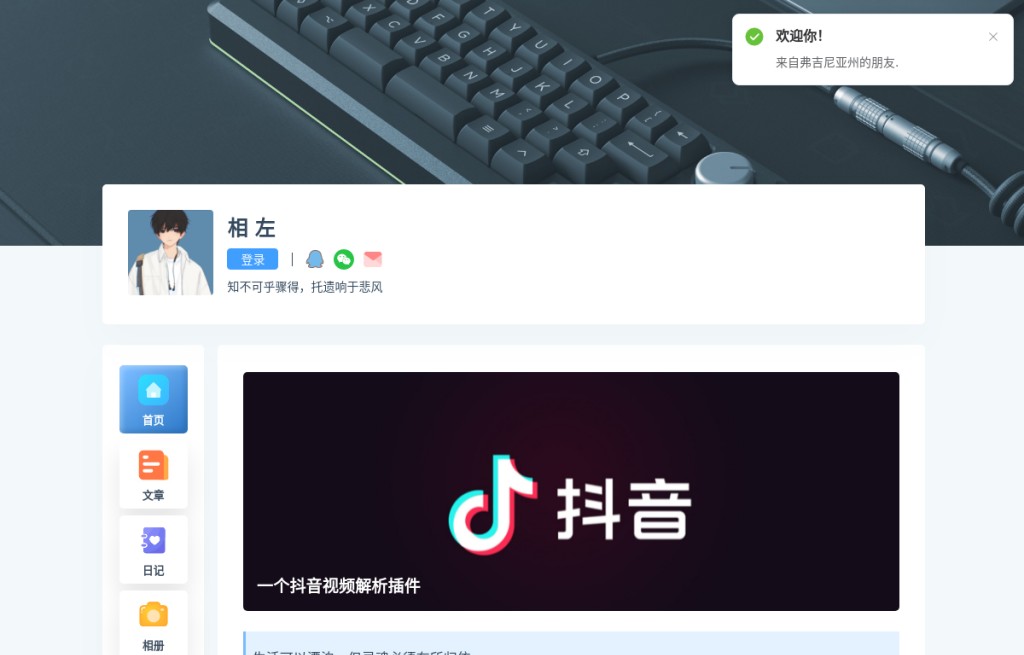 欢迎你!
来自弗吉尼亚州的朋友.
相 左
登录
|
知不可乎骤得，托遗响于悲风
首页
文章
日记
相册
抖音
一个抖音视频解析插件